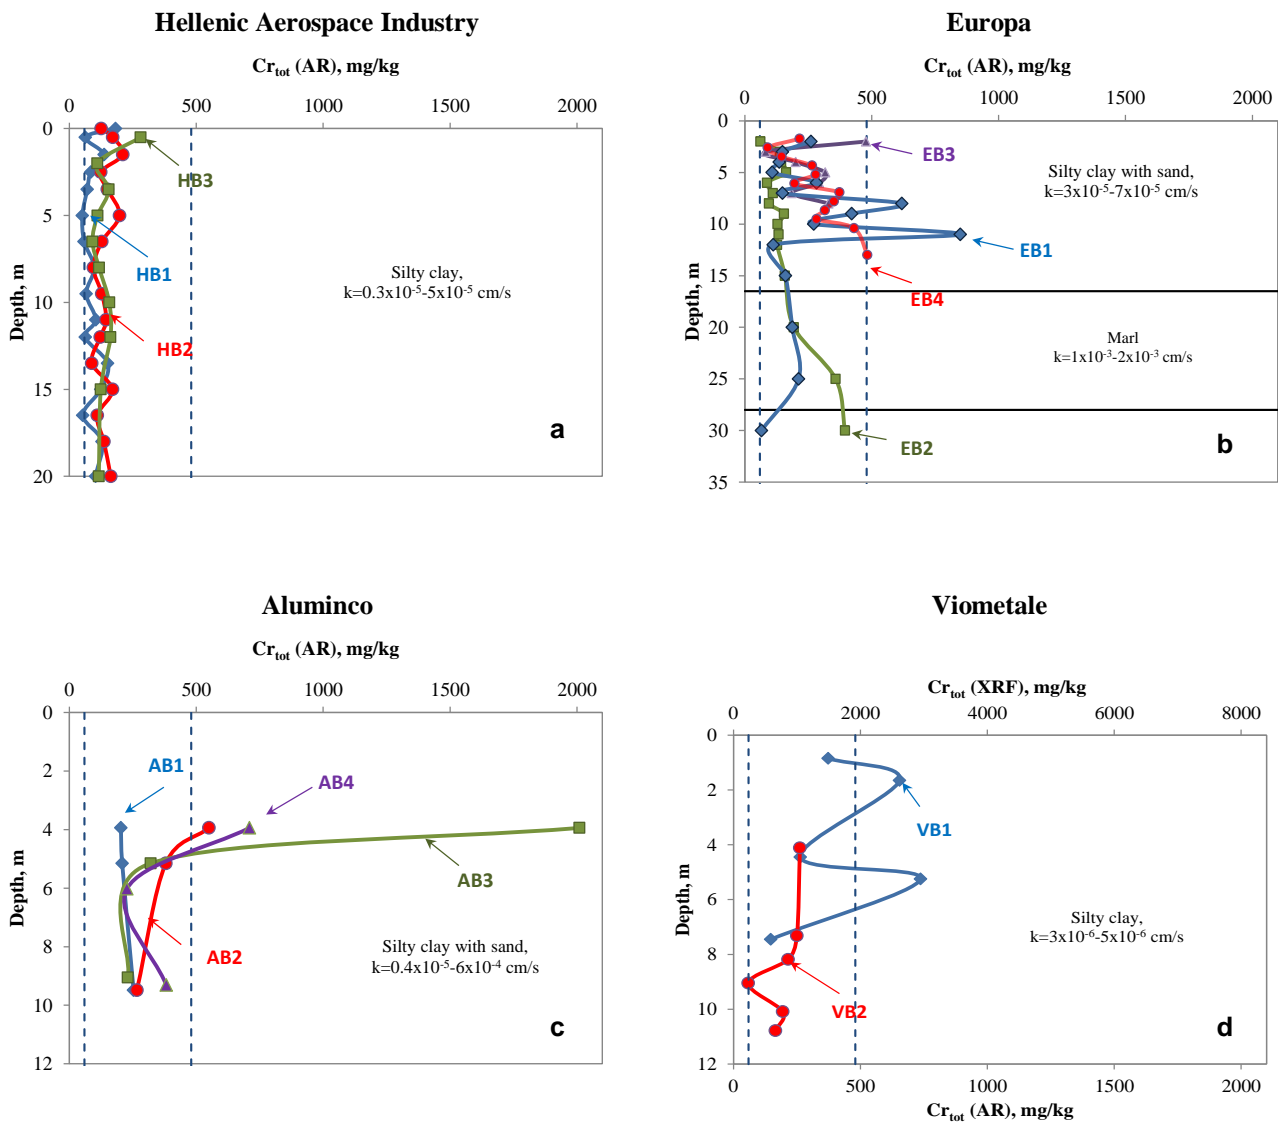 Hellenic Aerospace Industry
Cr_tot (AR), mg/kg
0 500 1000 1500 2000
0
5
10
15
20
Depth, m
HB3
HB1
HB2
Silty clay,
k=0.3x10^-5-5x10^-5 cm/s
a
Europa
Cr_tot (AR), mg/kg
0 500 1000 1500 2000
0
5
10
15
20
25
30
35
Depth, m
EB3
EB1
EB4
EB2
Silty clay with sand,
k=3x10^-5-7x10^-5 cm/s
Marl
k=1x10^-3-2x10^-3 cm/s
b
Aluminco
Cr_tot (AR), mg/kg
0 500 1000 1500 2000
0
2
4
6
8
10
12
Depth, m
AB1
AB4
AB3
AB2
Silty clay with sand,
k=0.4x10^-5-6x10^-4 cm/s
c
Viometale
Cr_tot (XRF), mg/kg
0 2000 4000 6000 8000
0
2
4
6
8
10
12
Depth, m
VB1
VB2
Silty clay,
k=3x10^-6-5x10^-6 cm/s
d
0 500 1000 1500 2000
Cr_tot (AR), mg/kg